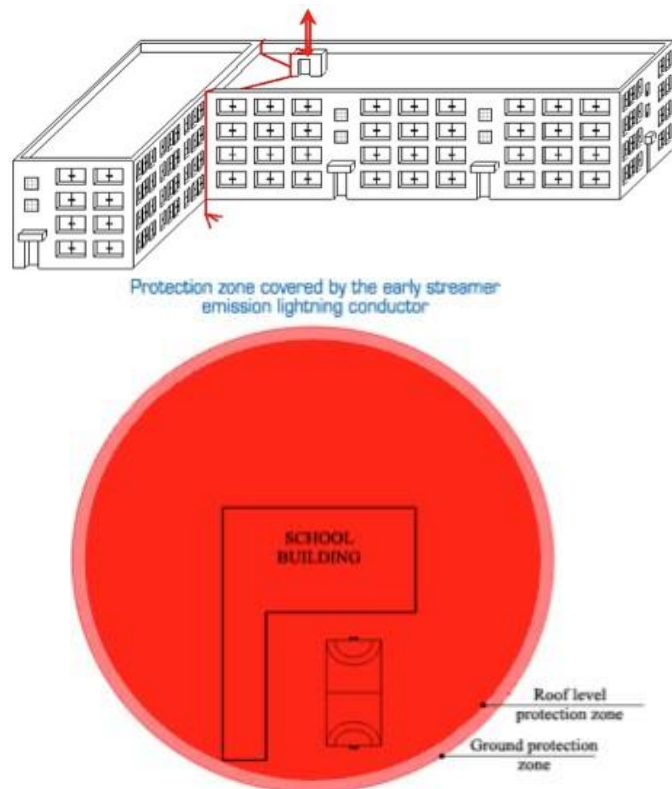 Protection zone covered by the early streamer
emission lightning conductor
SCHOOL
BUILDING
Roof level
protection zone
Ground protection
zone